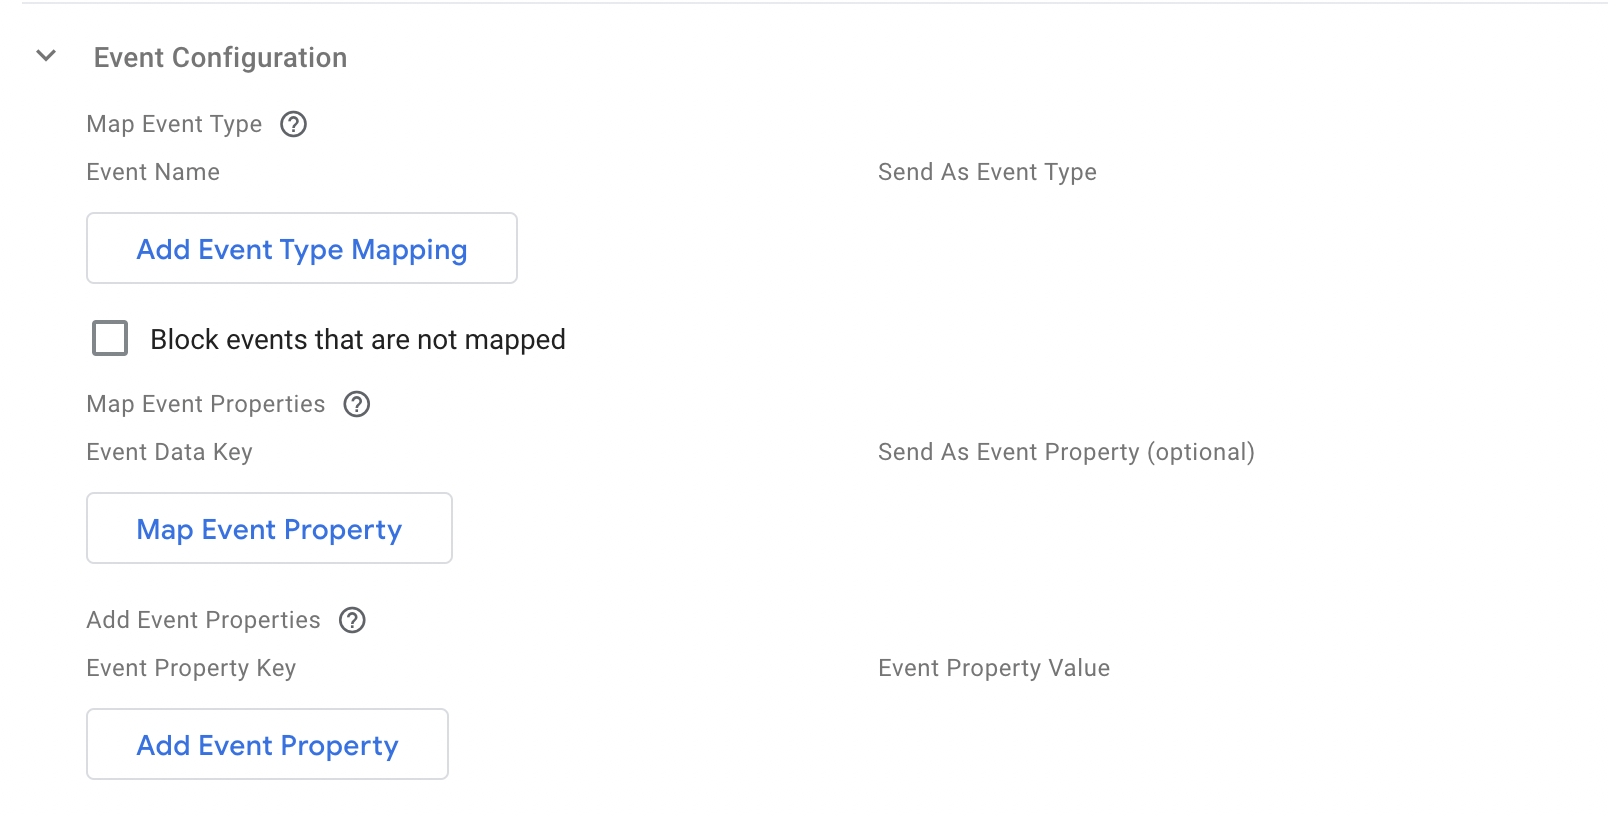 Event Configuration
Map Event Type
Event Name Send As Event Type
Add Event Type Mapping
Block events that are not mapped
Map Event Properties
Event Data Key Send As Event Property (optional)
Map Event Property
Add Event Properties
Event Property Key Event Property Value
Add Event Property